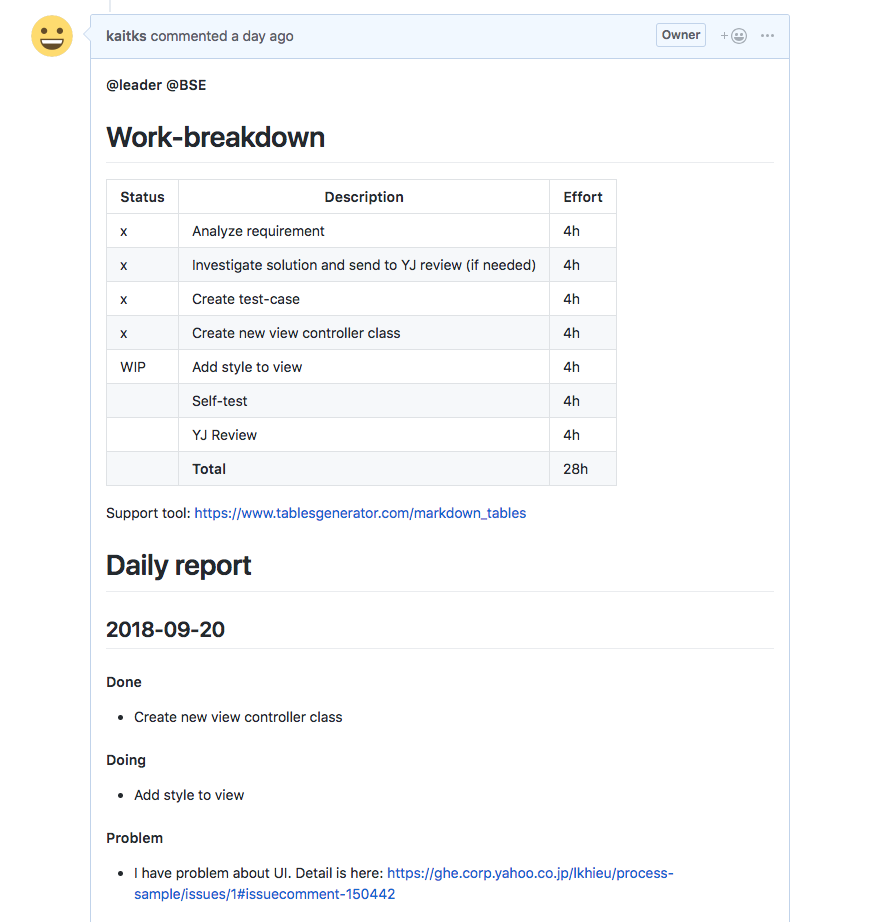 kaitks commented a day ago
Owner
@leader @BSE
Work-breakdown
Status Description Effort
x Analyze requirement 4h
x Investigate solution and send to YJ review (if needed) 4h
x Create test-case 4h
x Create new view controller class 4h
WIP Add style to view 4h
Self-test 4h
YJ Review 4h
Total 28h
Support tool: https://www.tablesgenerator.com/markdown_tables
Daily report
2018-09-20
Done
• Create new view controller class
Doing
• Add style to view
Problem
• I have problem about UI. Detail is here: https://ghe.corp.yahoo.co.jp/lkhieu/process-
sample/issues/1#issuecomment-150442